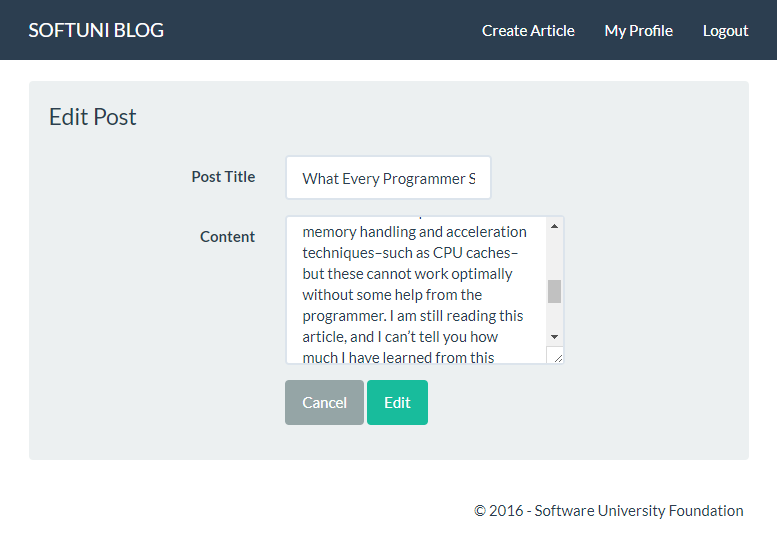 SOFTUNI BLOG Create Article My Profile Logout
Edit Post
Post Title What Every Programmer S
Content
memory handling and acceleration
techniques–such as CPU caches–
but these cannot work optimally
without some help from the
programmer. I am still reading this
article, and I can’t tell you how
much I have learned from this
Cancel Edit
© 2016 - Software University Foundation